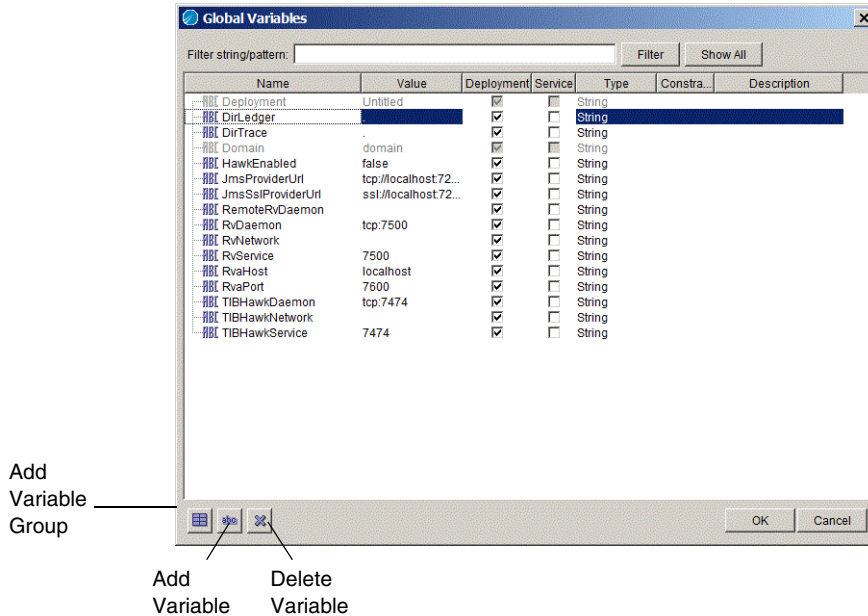 Global Variables
Filter string/pattern: Filter Show All
Name Value Deployment Service Type Constra... Description
Deployment Untitled String
DirLedger . String
DirTrace . String
Domain domain String
HawkEnabled false String
JmsProviderUrl tcp://localhost:72... String
JmsSslProviderUrl ssl://localhost:72... String
RemoteRvDaemon String
RvDaemon tcp:7500 String
RvNetwork String
RvService 7500 String
RvaHost localhost String
RvaPort 7600 String
TIBHawkDaemon tcp:7474 String
TIBHawkNetwork String
TIBHawkService 7474 String
Add
Variable
Group
abc OK Cancel
Add Delete
Variable Variable